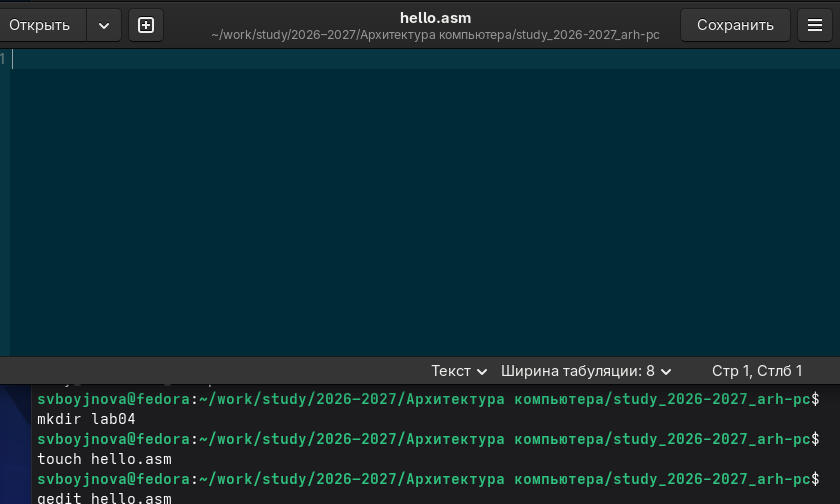 Открыть
hello.asm
~/work/study/2026–2027/Архитектура компьютера/study_2026-2027_arh-pc
Сохранить
1
Текст Ширина табуляции: 8 Стр 1, Стлб 1
svboyjnova@fedora:~/work/study/2026–2027/Архитектура компьютера/study_2026-2027_arh-pc$
mkdir lab04
svboyjnova@fedora:~/work/study/2026–2027/Архитектура компьютера/study_2026-2027_arh-pc$
touch hello.asm
svboyjnova@fedora:~/work/study/2026–2027/Архитектура компьютера/study_2026-2027_arh-pc$
gedit hello.asm